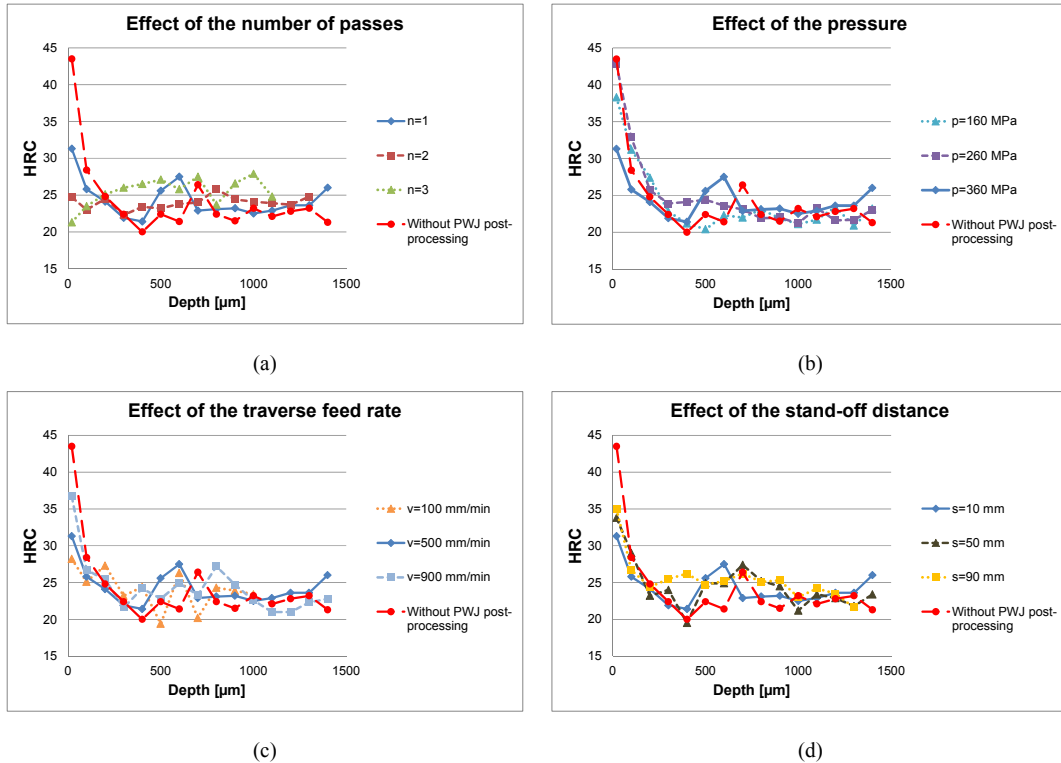 Effect of the number of passes
45
40
35
30
25
20
15
HRC
0
500
1000
1500
Depth [µm]
n=1
n=2
n=3
Without PWJ post-
processing
(a)
Effect of the pressure
45
40
35
30
25
20
15
HRC
0
500
1000
1500
Depth [µm]
p=160 MPa
p=260 MPa
p=360 MPa
Without PWJ post-
processing
(b)
Effect of the traverse feed rate
45
40
35
30
25
20
15
HRC
0
500
1000
1500
Depth [µm]
v=100 mm/min
v=500 mm/min
v=900 mm/min
Without PWJ post-
processing
(c)
Effect of the stand-off distance
45
40
35
30
25
20
15
HRC
0
500
1000
1500
Depth [µm]
s=10 mm
s=50 mm
s=90 mm
Without PWJ post-
processing
(d)